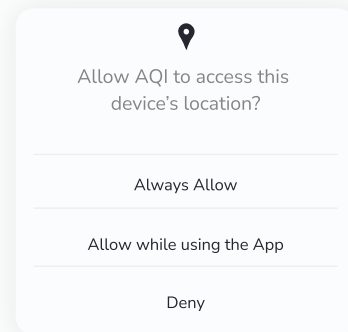 Allow AQI to access this
device's location?
Always Allow
Allow while using the App
Deny